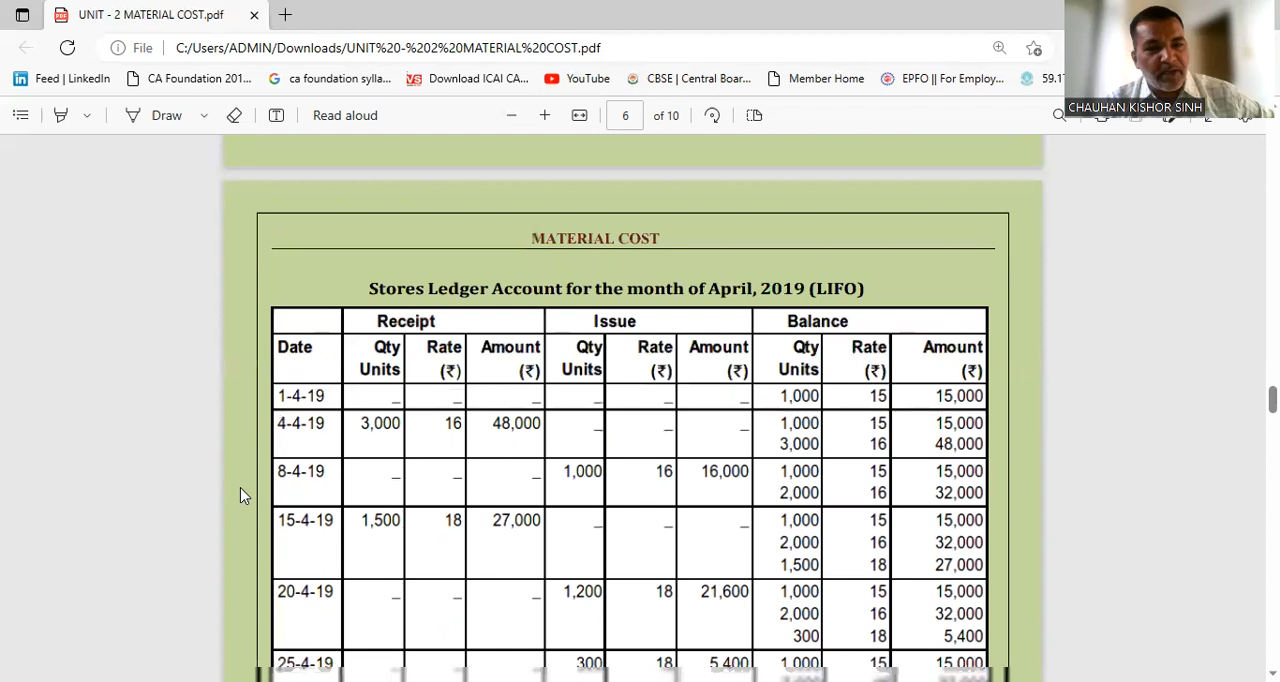 UNIT - 2 MATERIAL COST.pdf
File C:/Users/ADMIN/Downloads/UNIT%20-%202%20MATERIAL%20COST.pdf
Feed | LinkedIn CA Foundation 201... ca foundation sylla... Download ICAI CA... YouTube CBSE | Central Boar... Member Home EPFO || For Employ... 59.1
CHAUHAN KISHOR SINH
Draw Read aloud 6 of 10
MATERIAL COST
Stores Ledger Account for the month of April, 2019 (LIFO)
Receipt Issue Balance
Date Qty Rate Amount Qty Rate Amount Qty Rate Amount
Units (₹) (₹) Units (₹) (₹) Units (₹) (₹)
1-4-19 _ _ _ _ _ _ 1,000 15 15,000
4-4-19 3,000 16 48,000 _ _ _ 1,000 15 15,000
3,000 16 48,000
8-4-19 _ _ _ 1,000 16 16,000 1,000 15 15,000
2,000 16 32,000
15-4-19 1,500 18 27,000 _ _ _ 1,000 15 15,000
2,000 16 32,000
1,500 18 27,000
20-4-19 _ _ _ 1,200 18 21,600 1,000 15 15,000
2,000 16 32,000
300 18 5,400
25-4-19 300 18 5,400 1,000 15 15,000